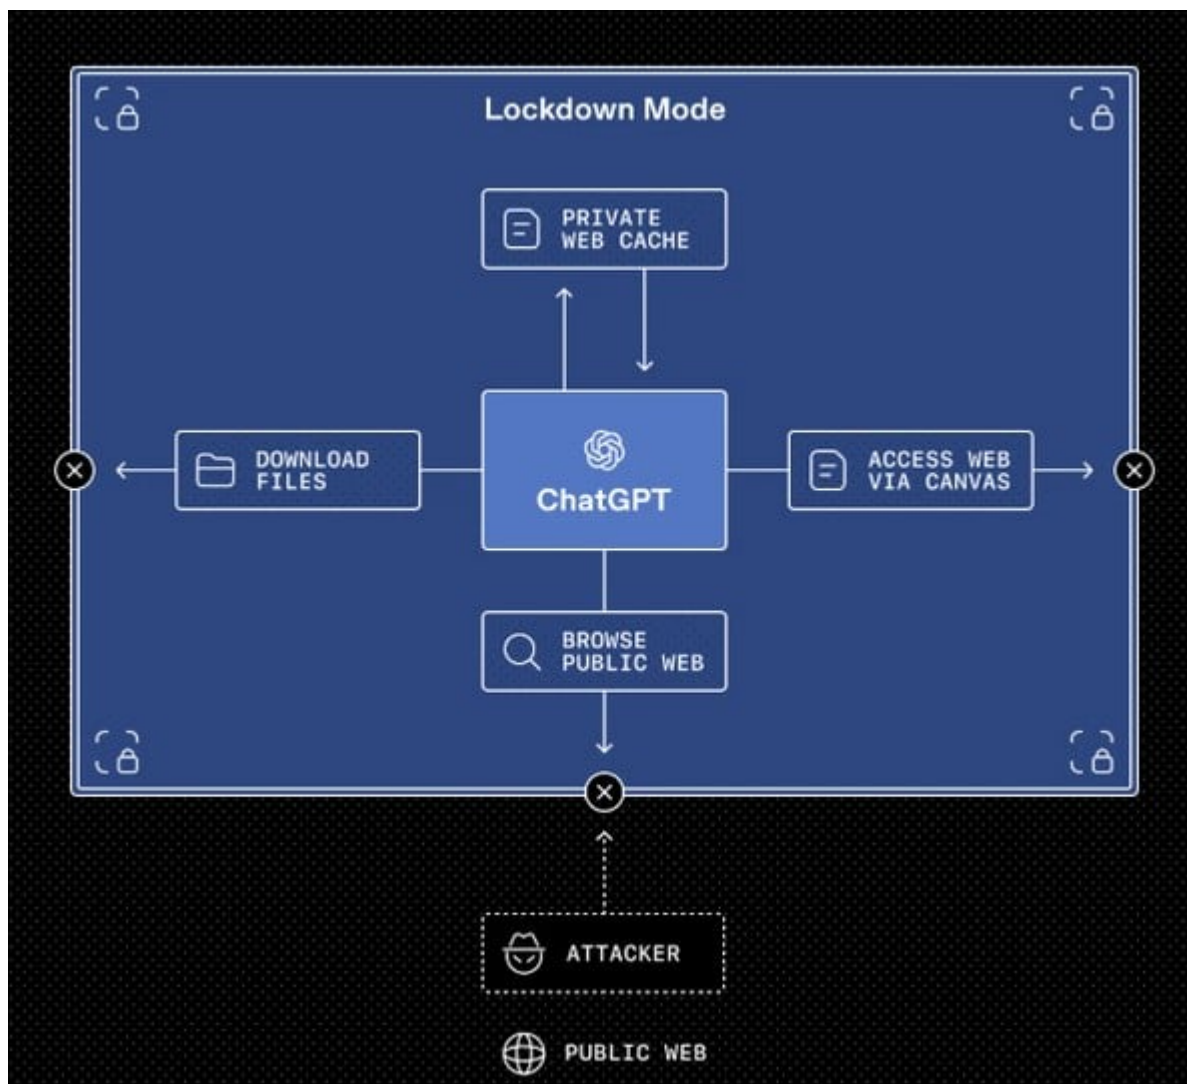 Lockdown Mode
PRIVATE
WEB CACHE
DOWNLOAD
FILES
ChatGPT
ACCESS WEB
VIA CANVAS
BROWSE
PUBLIC WEB
ATTACKER
PUBLIC WEB